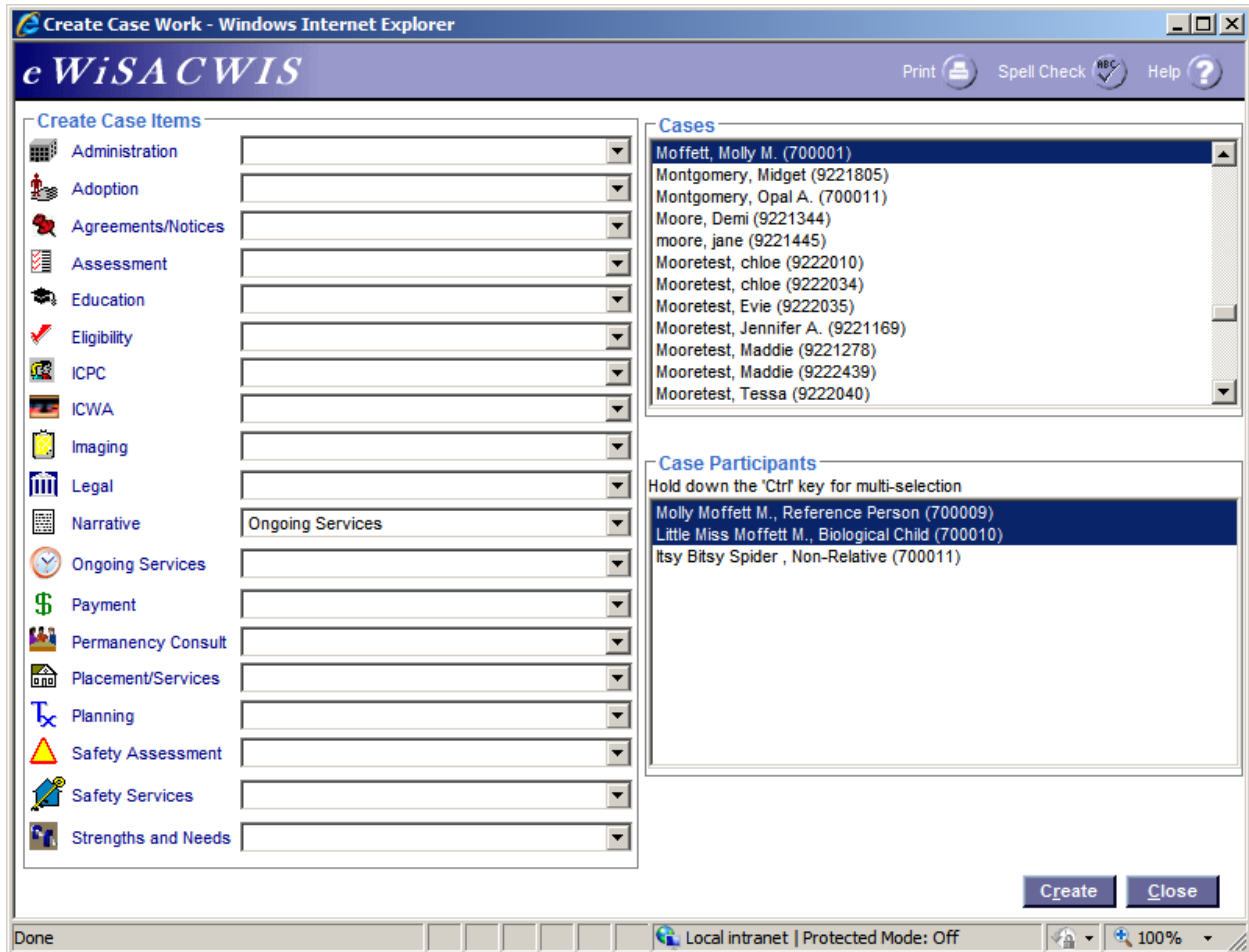 Create Case Work - Windows Internet Explorer
eWiSACWIS
Print
Spell Check
ABC
Help
?
Create Case Items
Administration
Adoption
Agreements/Notices
Assessment
Education
Eligibility
ICPC
ICWA
Imaging
Legal
Narrative Ongoing Services
Ongoing Services
$ Payment
Permanency Consult
Placement/Services
Tx Planning
Safety Assessment
Safety Services
Strengths and Needs
Cases
Moffett, Molly M. (700001)
Montgomery, Midget (9221805)
Montgomery, Opal A. (700011)
Moore, Demi (9221344)
moore, jane (9221445)
Mooretest, chloe (9222010)
Mooretest, chloe (9222034)
Mooretest, Evie (9222035)
Mooretest, Jennifer A. (9221169)
Mooretest, Maddie (9221278)
Mooretest, Maddie (9222439)
Mooretest, Tessa (9222040)
Case Participants
Hold down the 'Ctrl' key for multi-selection
Molly Moffett M., Reference Person (700009)
Little Miss Moffett M., Biological Child (700010)
Itsy Bitsy Spider , Non-Relative (700011)
Create
Close
Done
Local intranet | Protected Mode: Off
100%